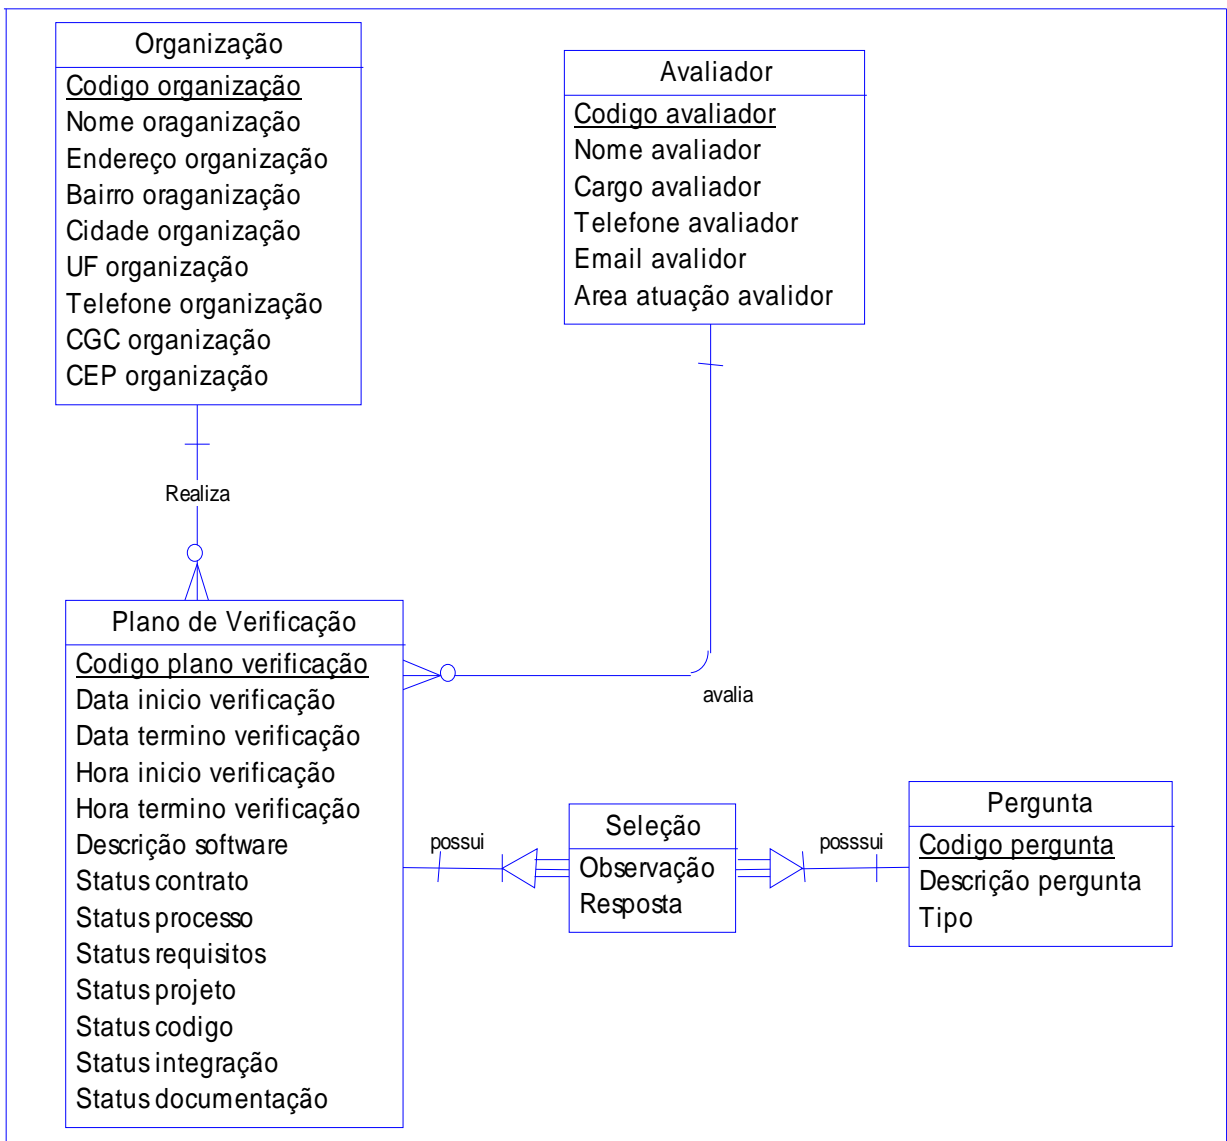 Organização
Codigo organização
Nome oraganização
Endereço organização
Bairro oraganização
Cidade organização
UF organização
Telefone organização
CGC organização
CEP organização
Avaliador
Codigo avaliador
Nome avaliador
Cargo avaliador
Telefone avaliador
Email avalidor
Area atuação avalidor
Realiza
avalia
Plano de Verificação
Codigo plano verificação
Data inicio verificação
Data termino verificação
Hora inicio verificação
Hora termino verificação
Descrição software
Status contrato
Status processo
Status requisitos
Status projeto
Status codigo
Status integração
Status documentação
possui
Seleção
Observação
Resposta
posssui
Pergunta
Codigo pergunta
Descrição pergunta
Tipo